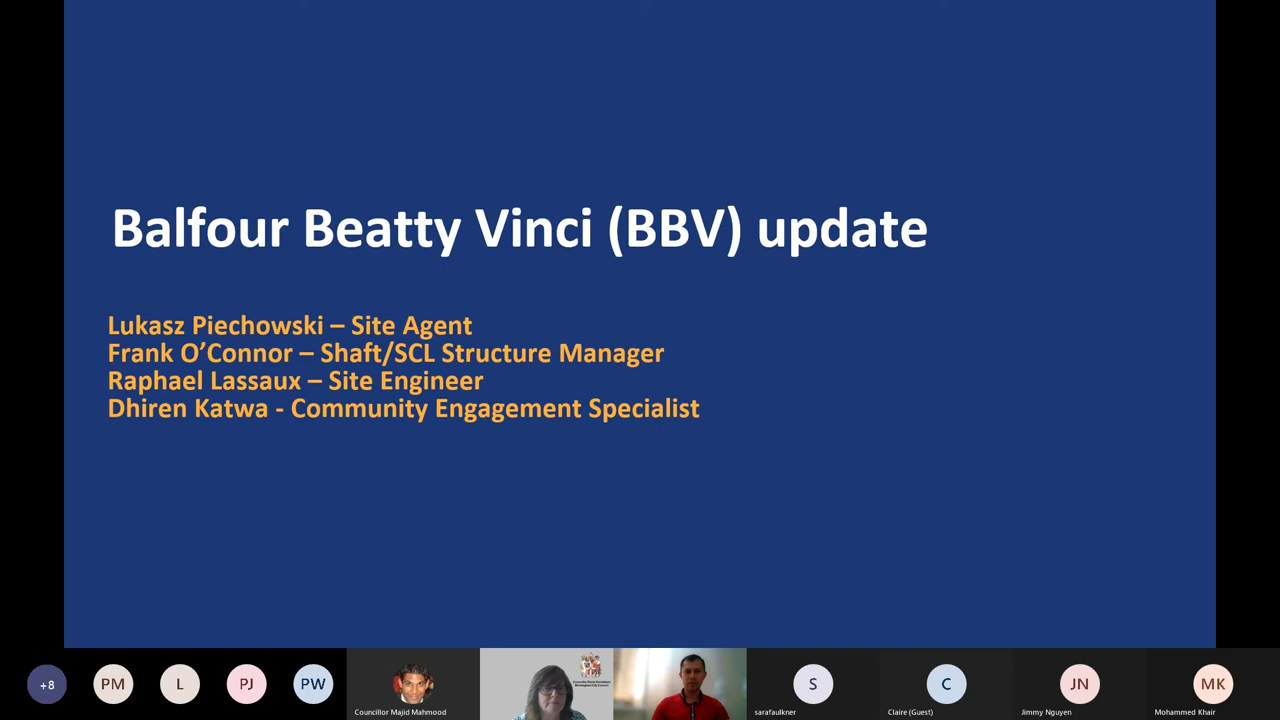 Balfour Beatty Vinci (BBV) update
Lukasz Piechowski – Site Agent
Frank O’Connor – Shaft/SCL Structure Manager
Raphael Lassaux – Site Engineer
Dhiren Katwa - Community Engagement Specialist
+8
PM
L
PJ
PW
Councillor Majid Mahmood
S
sarafaulkner
C
Claire (Guest)
JN
Jimmy Nguyen
MK
Mohammed Khair